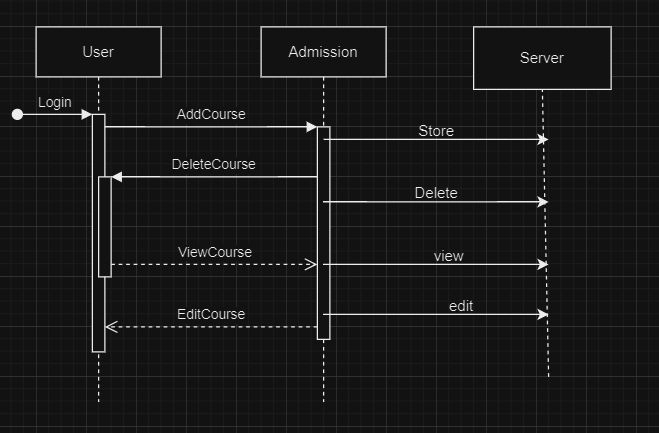 User
Admission
Server
Login
AddCourse
Store
DeleteCourse
Delete
ViewCourse
view
EditCourse
edit